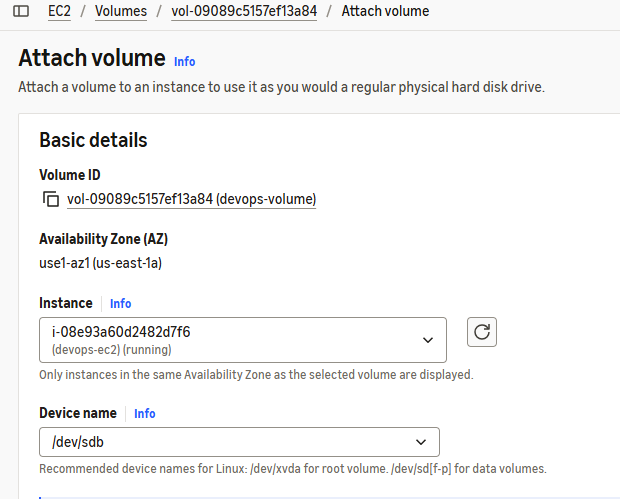 EC2 / Volumes / vol-09089c5157ef13a84 / Attach volume
Attach volume Info
Attach a volume to an instance to use it as you would a regular physical hard disk drive.
Basic details
Volume ID
vol-09089c5157ef13a84 (devops-volume)
Availability Zone (AZ)
use1-az1 (us-east-1a)
Instance Info
i-08e93a60d2482d7f6
(devops-ec2) (running)
Only instances in the same Availability Zone as the selected volume are displayed.
Device name Info
/dev/sdb
Recommended device names for Linux: /dev/xvda for root volume. /dev/sd[f-p] for data volumes.